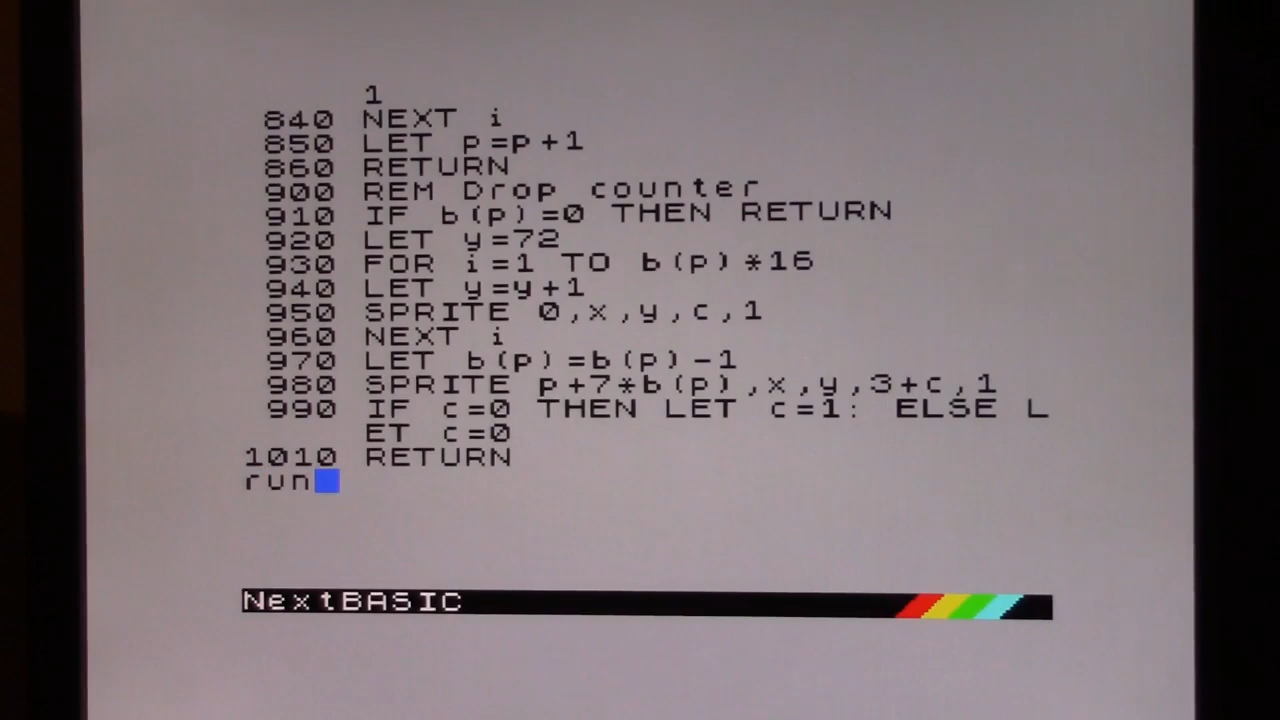 1
840 NEXT i
850 LET p=p+1
860 RETURN
900 REM Drop counter
910 IF b(p)=0 THEN RETURN
920 LET y=72
930 FOR i=1 TO b(p)*16
940 LET y=y+1
950 SPRITE 0,x,y,c,1
960 NEXT i
970 LET b(p)=b(p)-1
980 SPRITE p+7*b(p),x,y,3+c,1
990 IF c=0 THEN LET c=1: ELSE L
ET c=0
1010 RETURN
run
NextBASIC